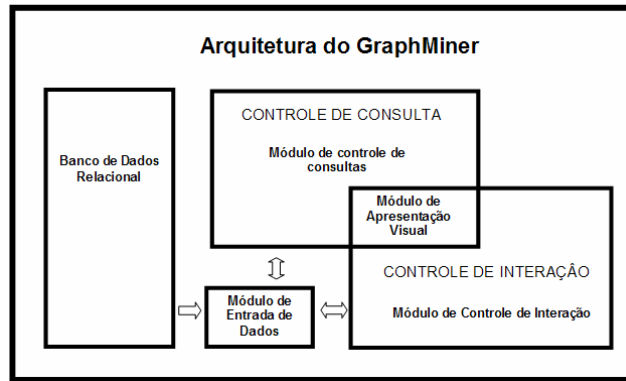 Arquitetura do GraphMiner
Banco de Dados
Relacional
CONTROLE DE CONSULTA
Módulo de controle de
consultas
Módulo de
Apresentação
Visual
CONTROLE DE INTERAÇÂO
Módulo de Controle de Interação
Módulo de
Entrada de
Dados